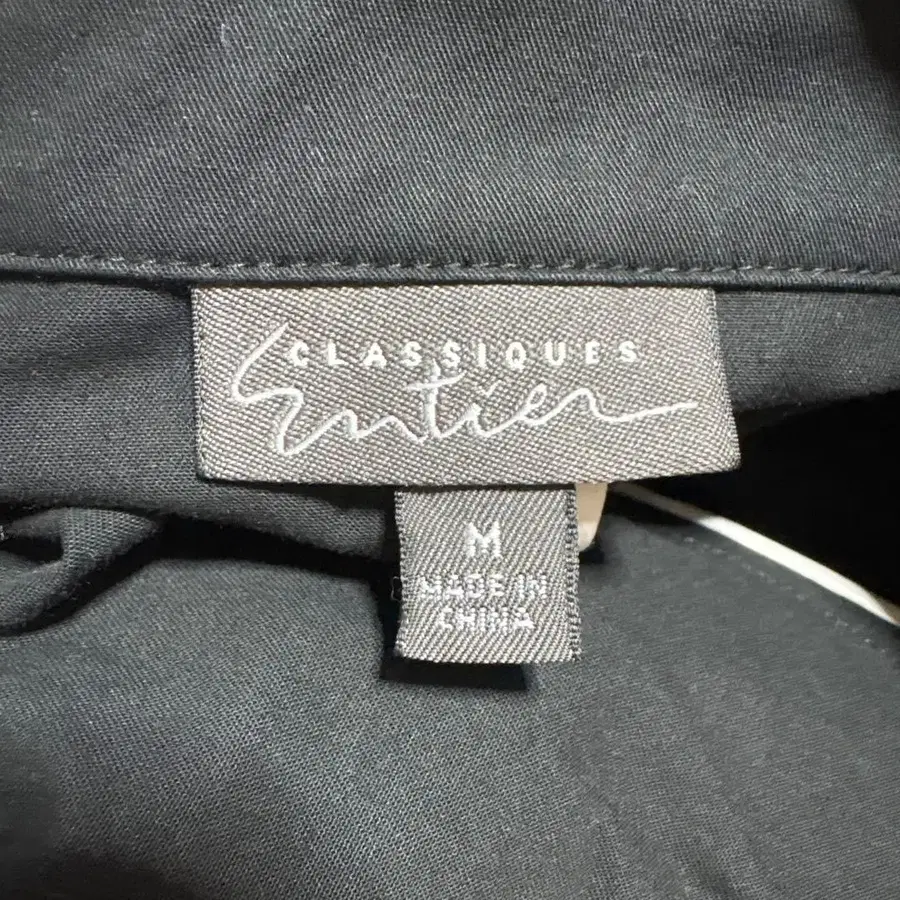 CLASSIQUES
Entier
M
MADE IN
CHINA